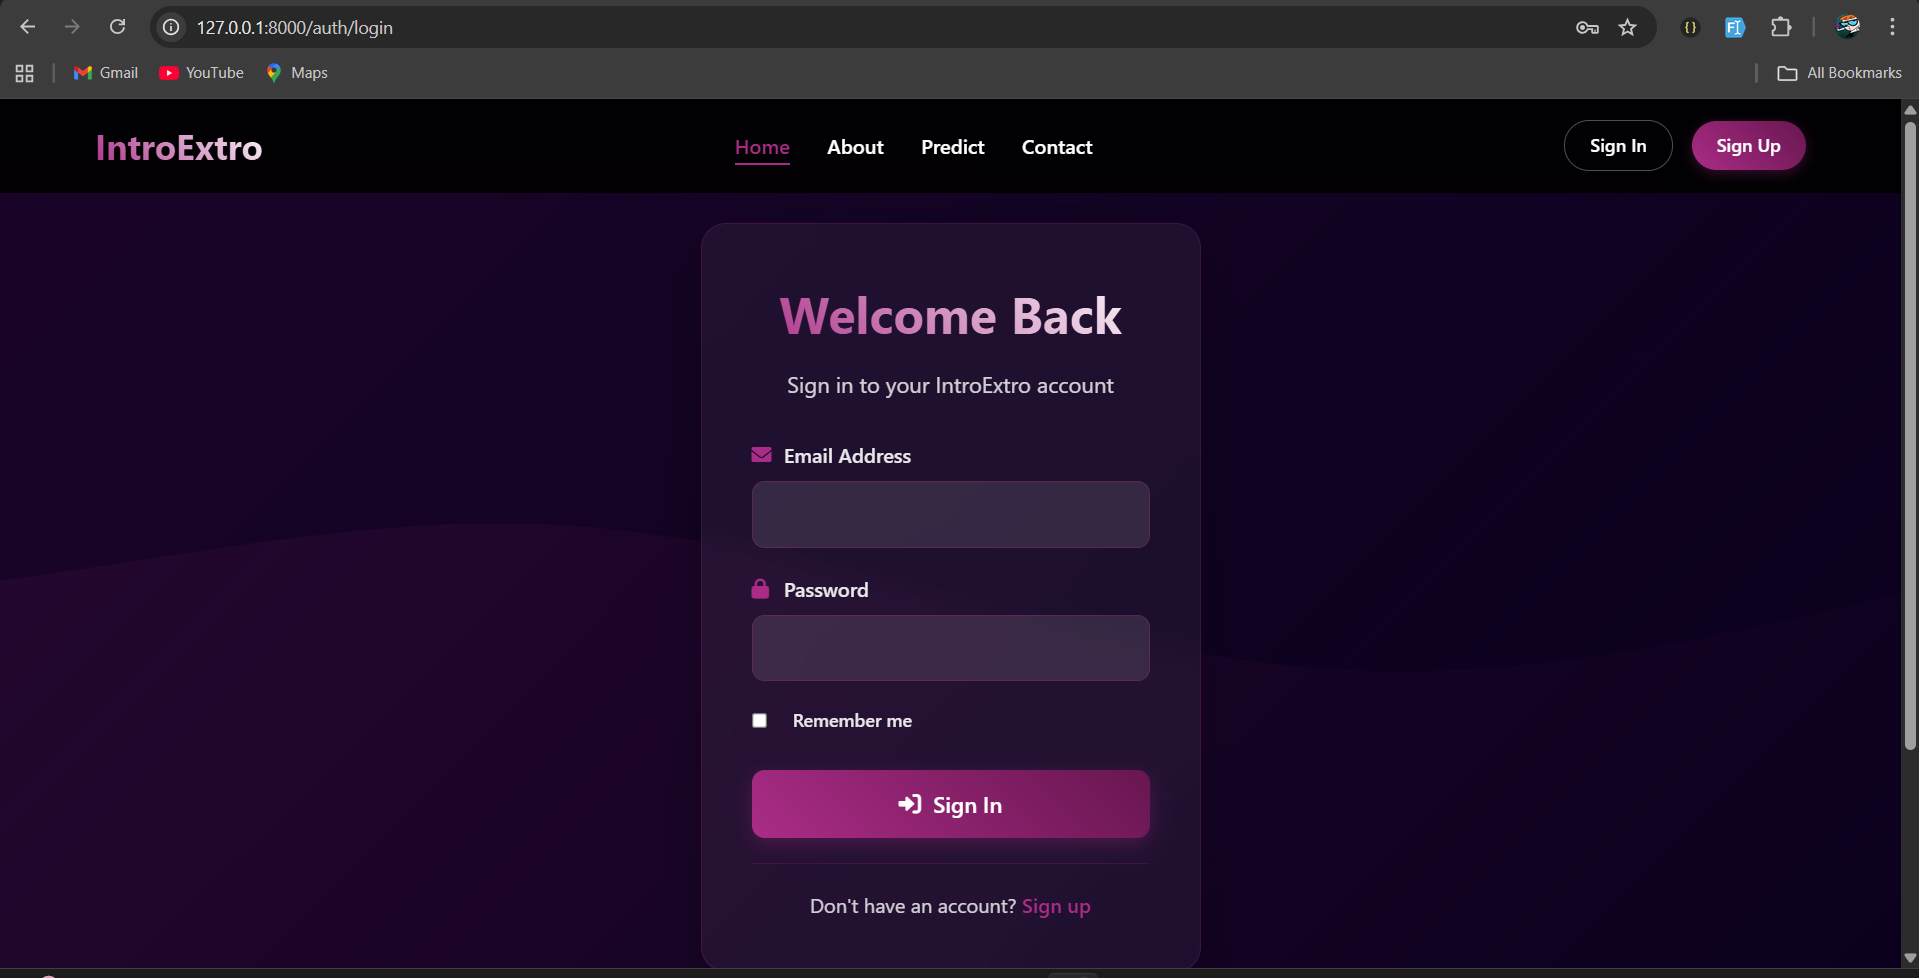 127.0.0.1:8000/auth/login
Gmail YouTube Maps All Bookmarks
IntroExtro Home About Predict Contact Sign In Sign Up
Welcome Back
Sign in to your IntroExtro account
Email Address
Password
Remember me
Sign In
Don't have an account? Sign up